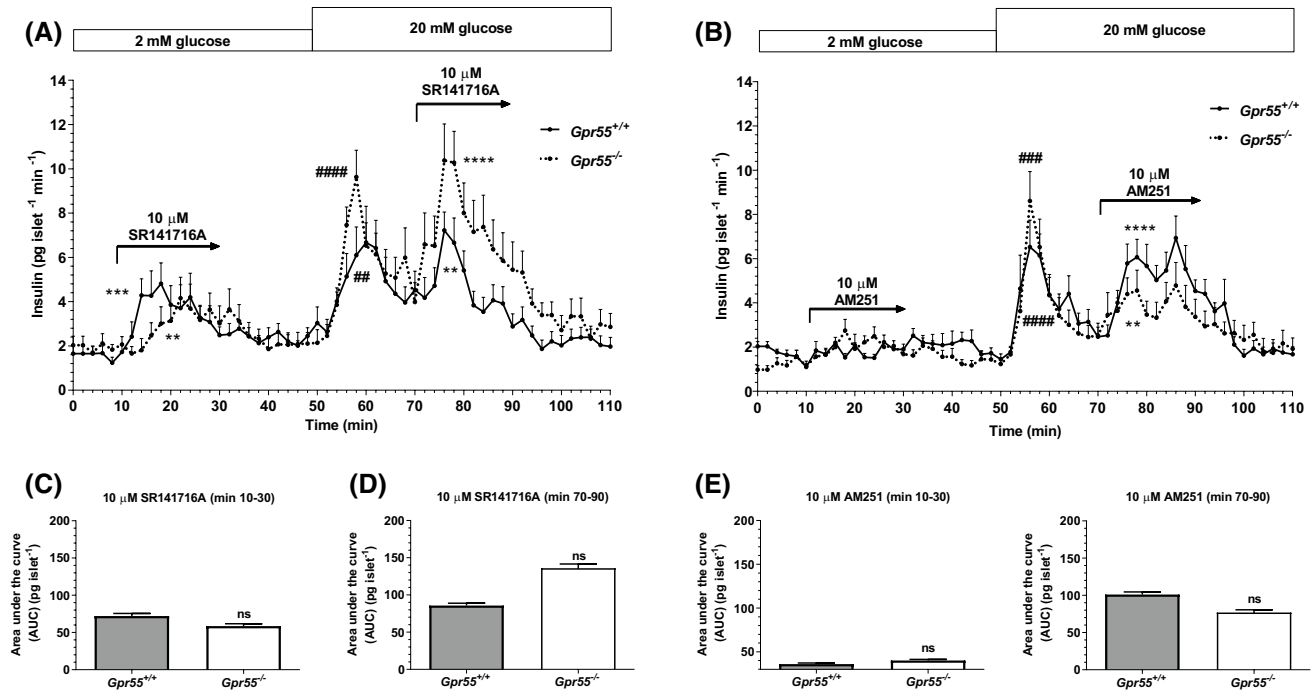 (A)
2 mM glucose
20 mM glucose
14
12
10
8
6
4
2
0
Insulin (pg islet -1 min -1)
10 μM
SR141716A
10 μM
SR141716A
Gpr55+/+
Gpr55-/-
***
**
####
##
****
**
0 10 20 30 40 50 60 70 80 90 100 110
Time (min)
(B)
2 mM glucose
20 mM glucose
14
12
10
8
6
4
2
0
Insulin (pg islet -1 min -1)
10 μM
AM251
10 μM
AM251
Gpr55+/+
Gpr55-/-
###
####
****
**
0 10 20 30 40 50 60 70 80 90 100 110
Time (min)
(C)
10 μM SR141716A (min 10-30)
Area under the curve
(AUC) (pg islet-1)
200
150
100
50
0
ns
Gpr55+/+ Gpr55-/-
(D)
10 μM SR141716A (min 70-90)
Area under the curve
(AUC) (pg islet-1)
200
150
100
50
0
ns
Gpr55+/+ Gpr55-/-
(E)
10 μM AM251 (min 10-30)
Area under the curve
(AUC) (pg islet-1)
200
150
100
50
ns
Gpr55+/+ Gpr55-/-
10 μM AM251 (min 70-90)
Area under the curve
(AUC) (pg islet-1)
200
150
100
50
0
ns
Gpr55+/+ Gpr55-/-